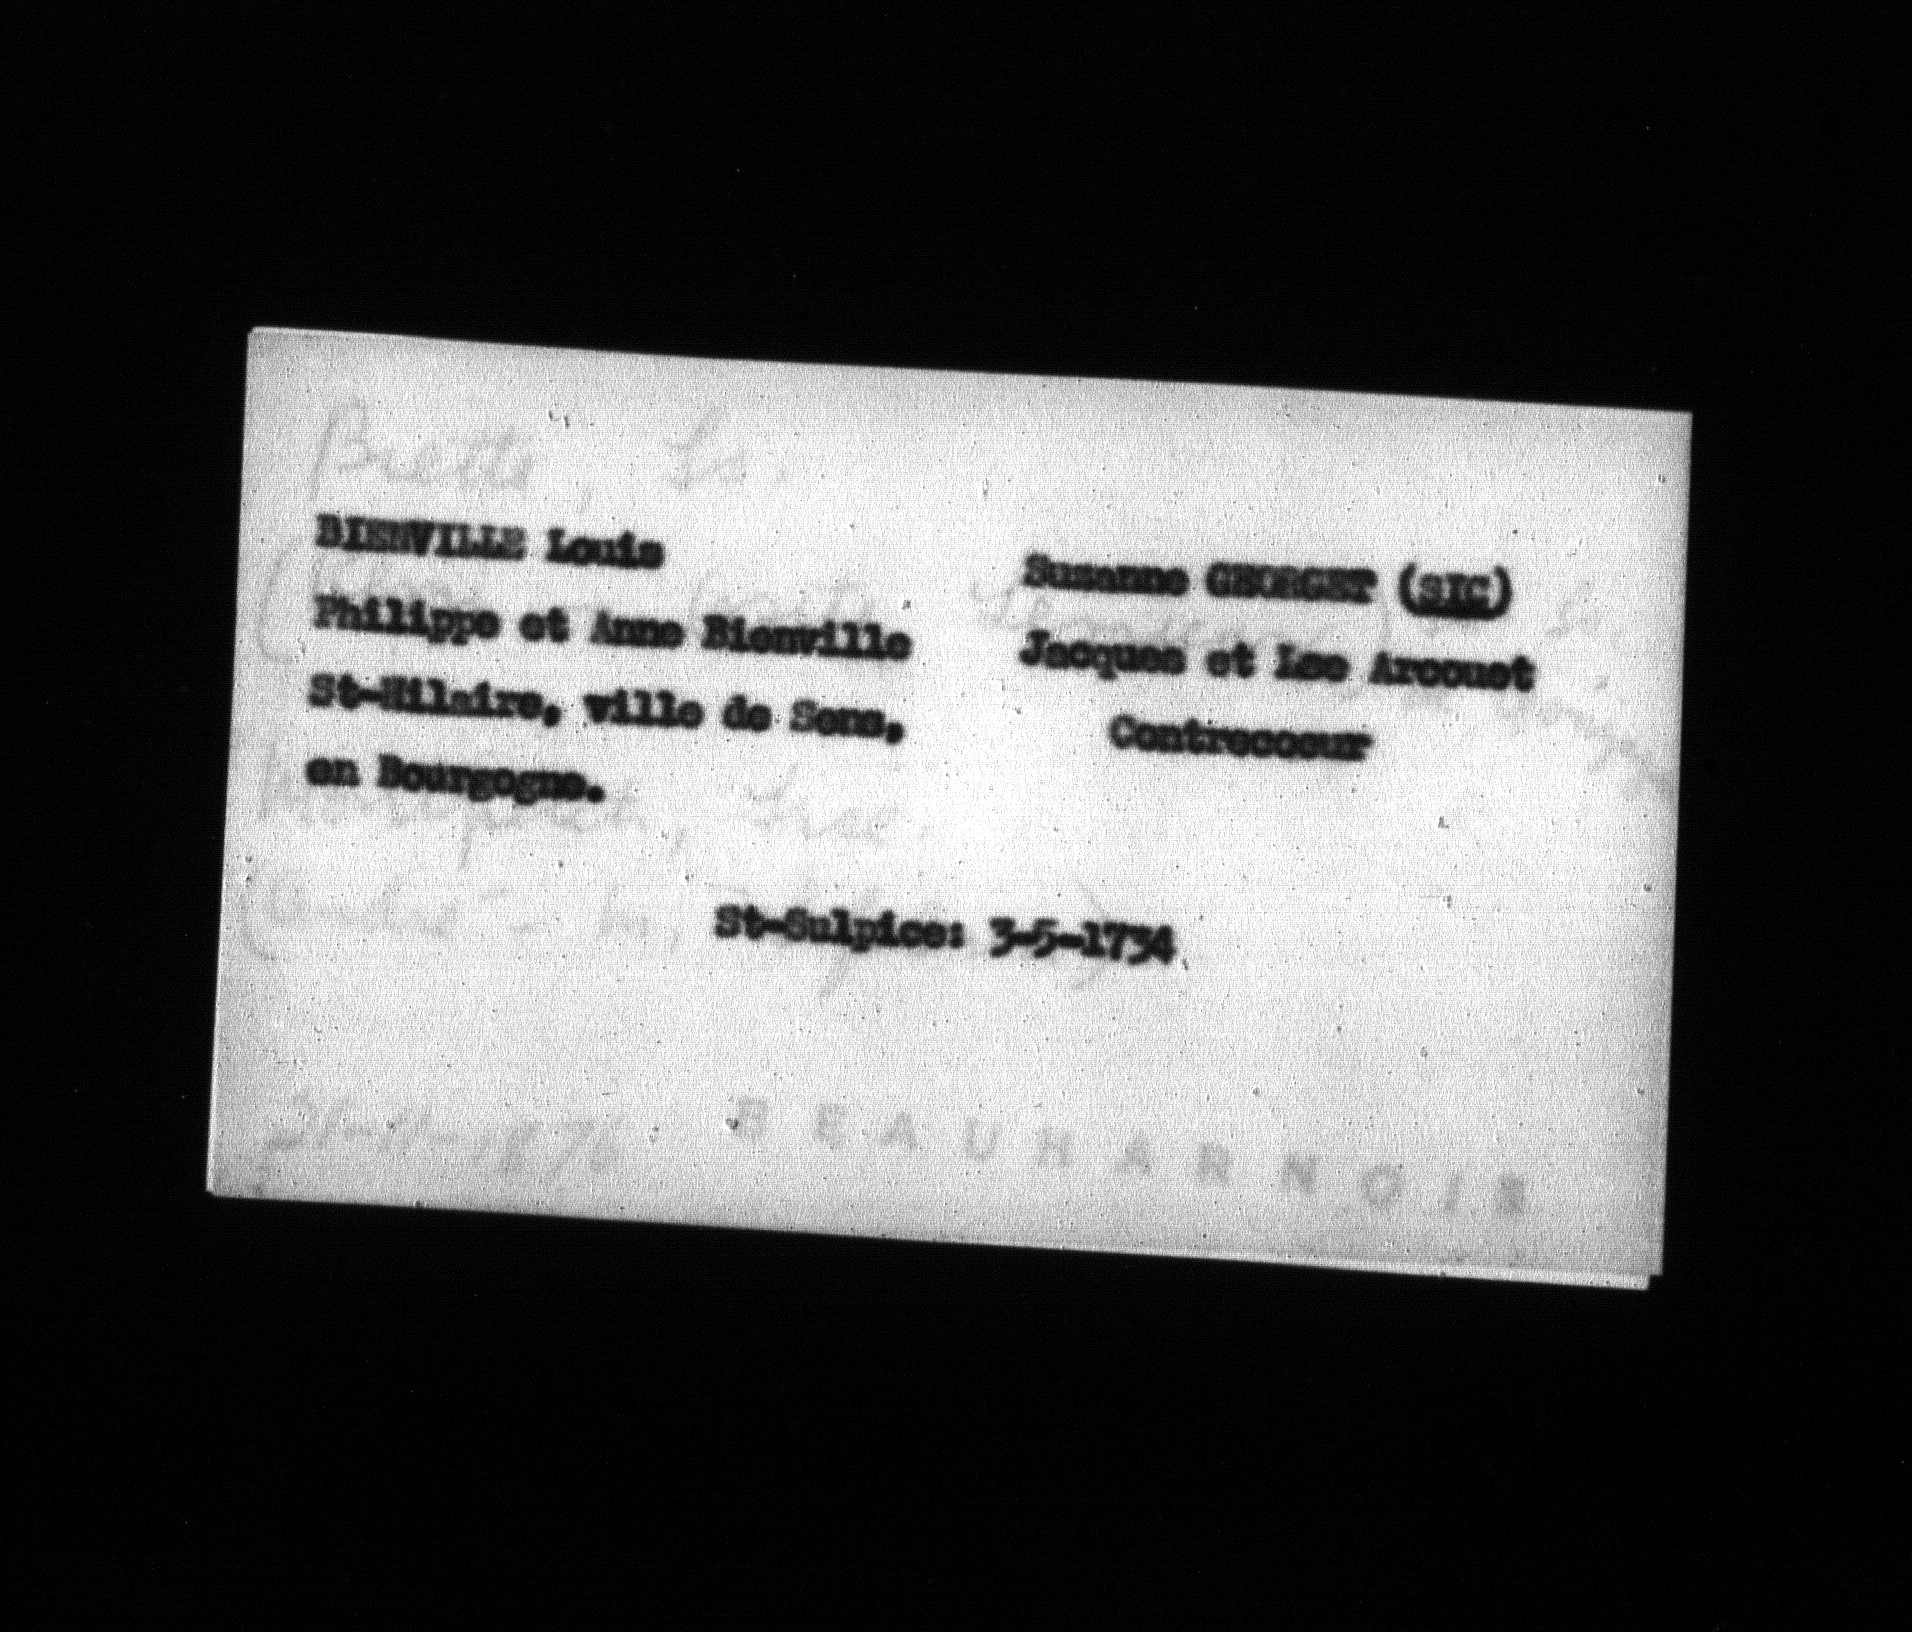 BIENVILLE Louis
Philippe et Anne Bienville
St-Hilaire, ville de Sens,
en Bourgogne.
Suzanne GEORGET (SIC)
Jacques et Lse Arcouet
Contrecoeur
St-Sulpice: 3-5-1734
BEAUHARNOIS